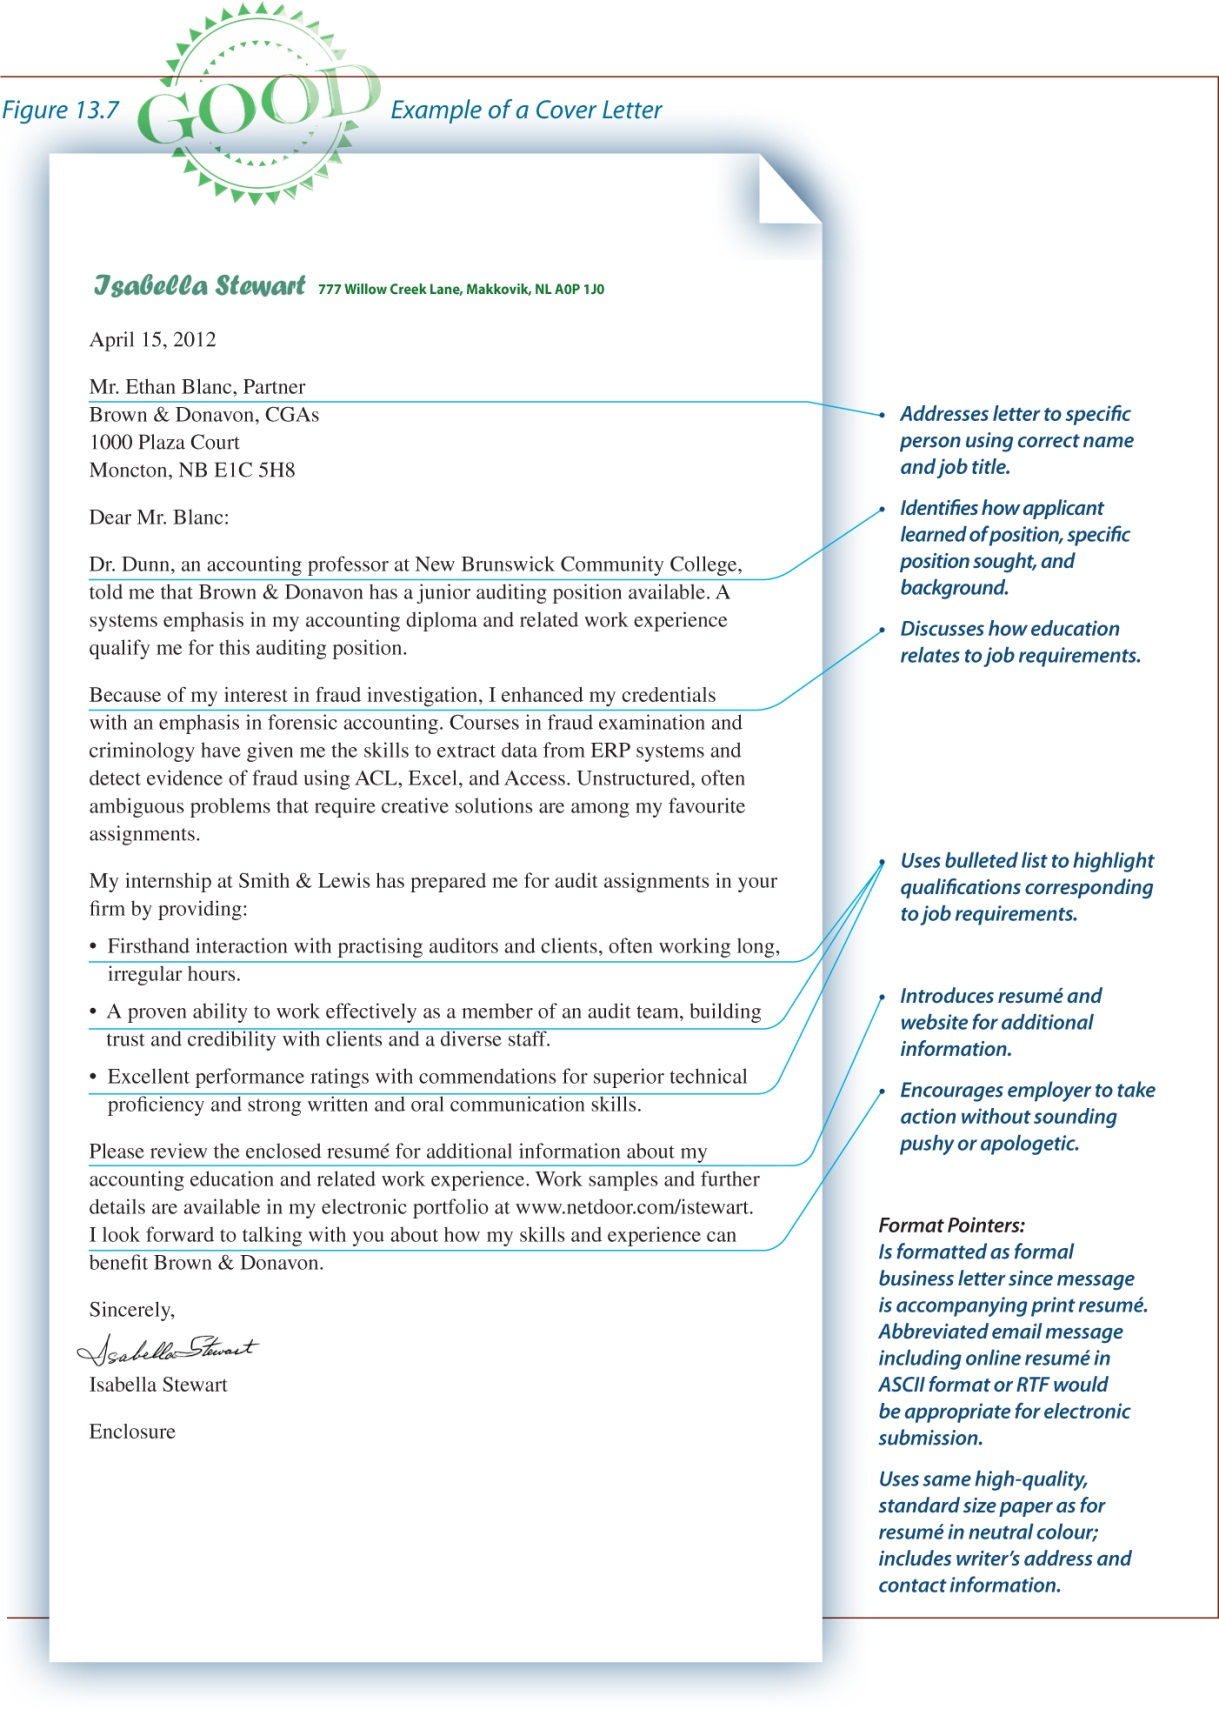 GOOD
Figure 13.7
Example of a Cover Letter
Isabella Stewart 777 Willow Creek Lane, Makkovik, NL A0P 1J0
April 15, 2012
Mr. Ethan Blanc, Partner
Brown & Donavon, CGAs
1000 Plaza Court
Moncton, NB E1C 5H8
Dear Mr. Blanc:
Dr. Dunn, an accounting professor at New Brunswick Community College,
told me that Brown & Donavon has a junior auditing position available. A
systems emphasis in my accounting diploma and related work experience
qualify me for this auditing position.
Because of my interest in fraud investigation, I enhanced my credentials
with an emphasis in forensic accounting. Courses in fraud examination and
criminology have given me the skills to extract data from ERP systems and
detect evidence of fraud using ACL, Excel, and Access. Unstructured, often
ambiguous problems that require creative solutions are among my favourite
assignments.
My internship at Smith & Lewis has prepared me for audit assignments in your
firm by providing:
• Firsthand interaction with practising auditors and clients, often working long,
irregular hours.
• A proven ability to work effectively as a member of an audit team, building
trust and credibility with clients and a diverse staff.
• Excellent performance ratings with commendations for superior technical
proficiency and strong written and oral communication skills.
Please review the enclosed resumé for additional information about my
accounting education and related work experience. Work samples and further
details are available in my electronic portfolio at www.netdoor.com/istewart.
I look forward to talking with you about how my skills and experience can
benefit Brown & Donavon.
Sincerely,
Isabella Stewart
Isabella Stewart
Enclosure
• Addresses letter to specific
person using correct name
and job title.
• Identifies how applicant
learned of position, specific
position sought, and
background.
• Discusses how education
relates to job requirements.
• Uses bulleted list to highlight
qualifications corresponding
to job requirements.
• Introduces resumé and
website for additional
information.
• Encourages employer to take
action without sounding
pushy or apologetic.
Format Pointers:
Is formatted as formal
business letter since message
is accompanying print resumé.
Abbreviated email message
including online resumé in
ASCII format or RTF would
be appropriate for electronic
submission.
Uses same high-quality,
standard size paper as for
resumé in neutral colour;
includes writer's address and
contact information.